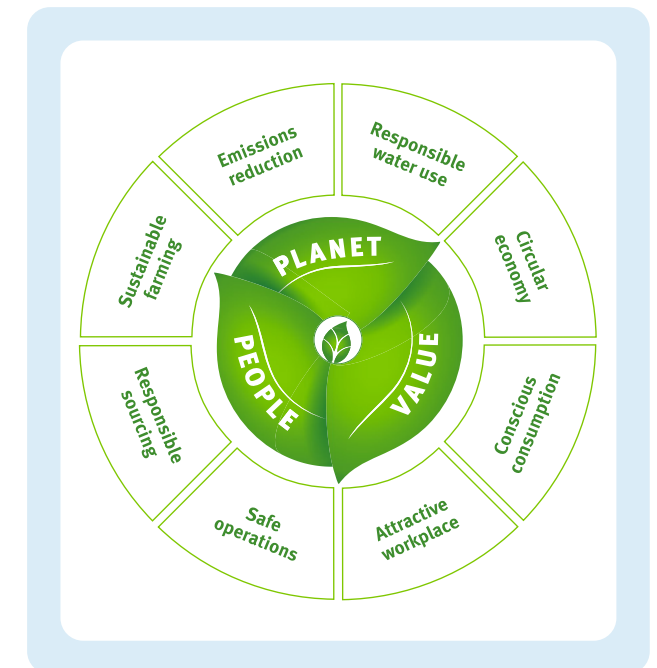 Emissions
reduction
Responsible
water use
Circular
economy
Conscious
consumption
Attractive
workplace
Safe
operations
Responsible
sourcing
Sustainable
farming
PLANET
VALUE
PEOPLE